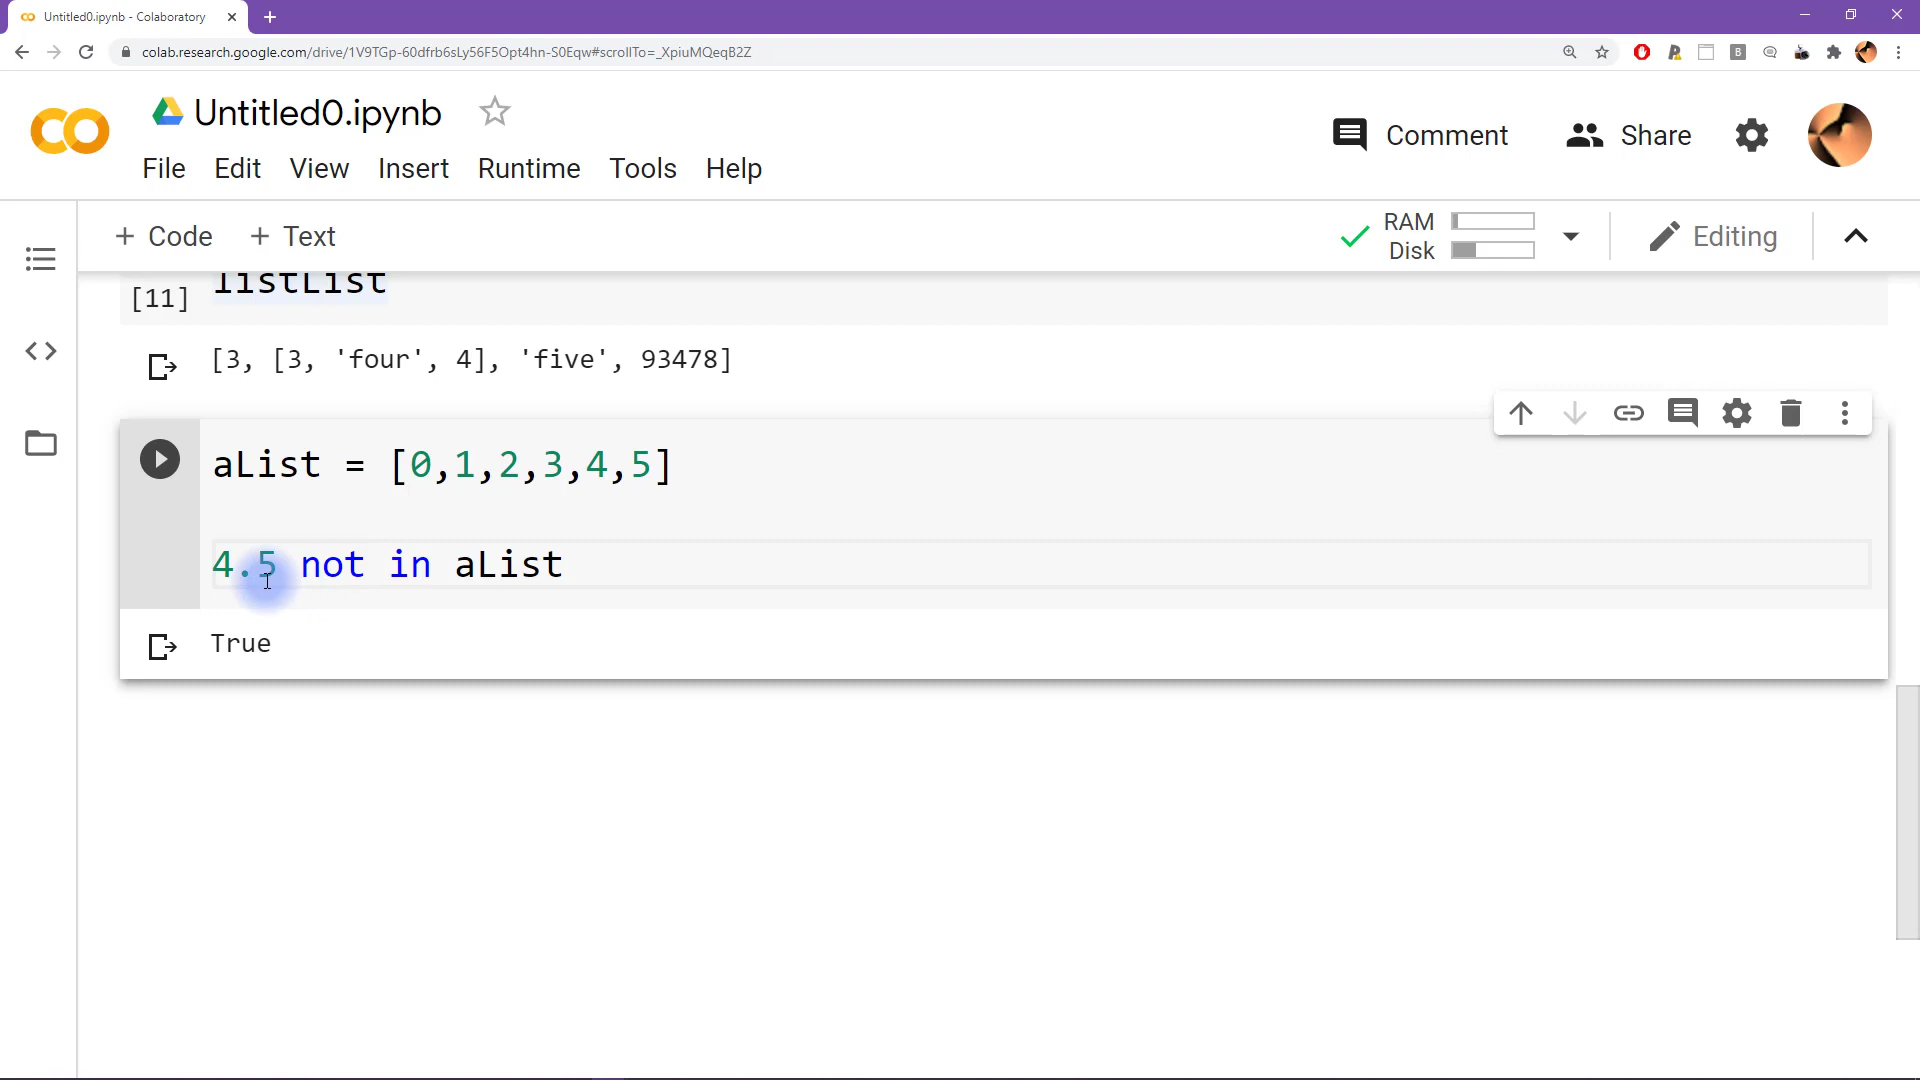 Untitled0.ipynb - Colaboratory
colab.research.google.com/drive/1V9TGp-60dfrb6sLy56F5Opt4hn-S0Eqw#scrollTo=_XpiuMQeqB2Z
Untitled0.ipynb
Comment
Share
File Edit View Insert Runtime Tools Help
+ Code + Text
RAM
Disk
Editing
[11] listList
[3, [3, 'four', 4], 'five', 93478]
aList = [0,1,2,3,4,5]
4.5 not in aList
True